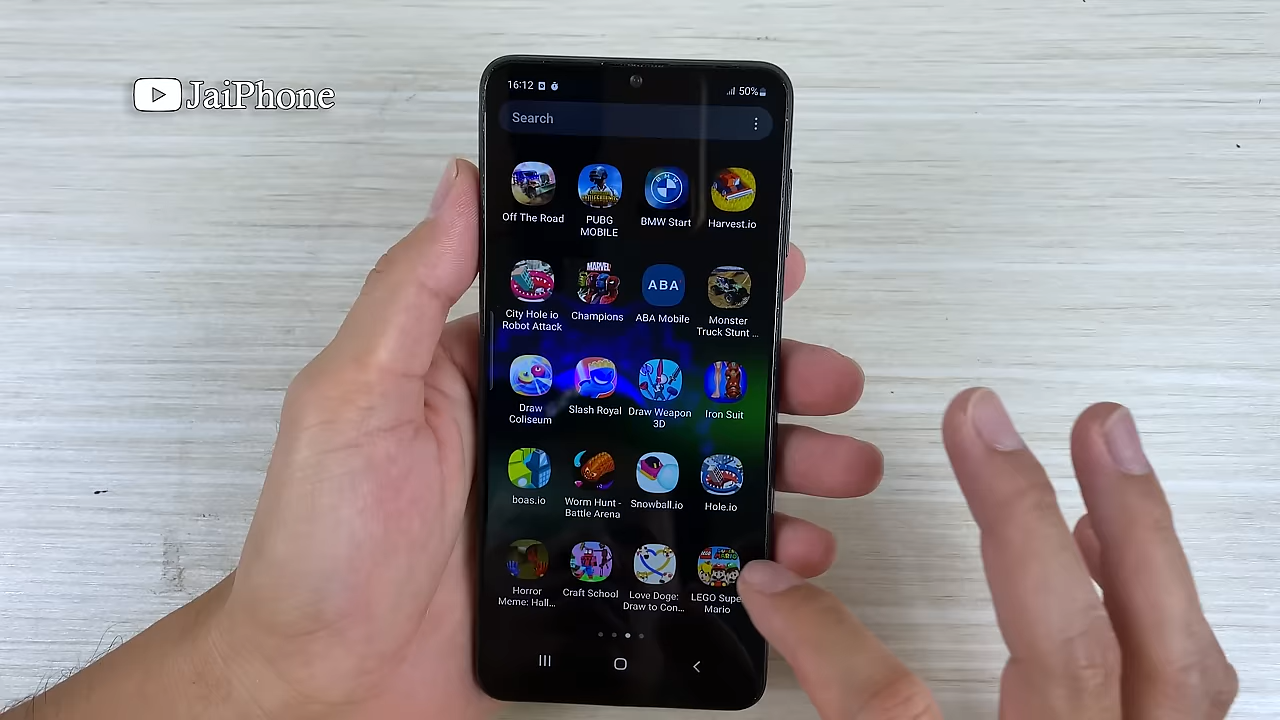 JaiPhone
16:12
50%
Search
Off The Road
PUBG
MOBILE
BMW Start
Harvest.io
City Hole io
Robot Attack
MARVEL
Champions
ABA
ABA Mobile
Monster
Truck Stunt ...
Draw
Coliseum
Slash Royal
Draw Weapon
3D
Iron Suit
boas.io
Worm Hunt -
Battle Arena
Snowball.io
Hole.io
Horror
Meme: Hall...
Craft School
Love Doge:
Draw to Con...
LEGO Supe
Mario